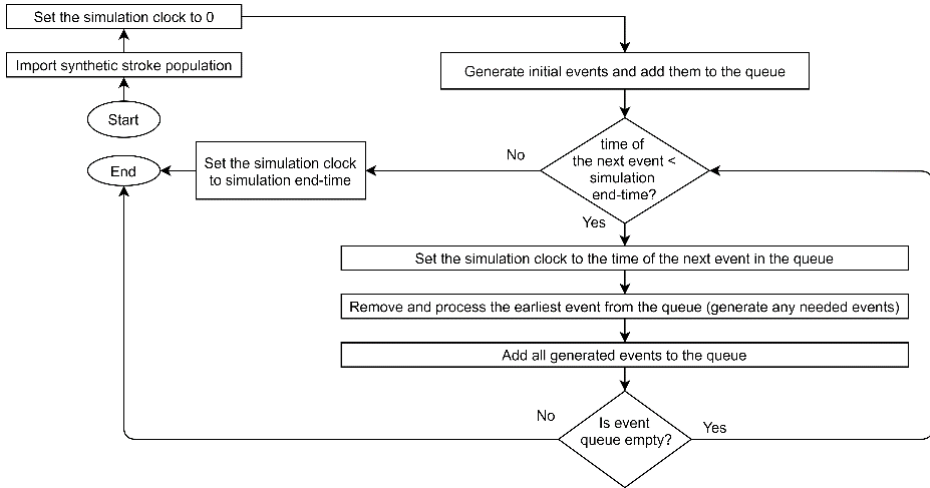 Set the simulation clock to 0
Import synthetic stroke population
Start
Generate initial events and add them to the queue
time of
the next event <
simulation
end-time?
No
Yes
Set the simulation clock
to simulation end-time
End
Set the simulation clock to the time of the next event in the queue
Remove and process the earliest event from the queue (generate any needed events)
Add all generated events to the queue
Is event
queue empty?
No
Yes